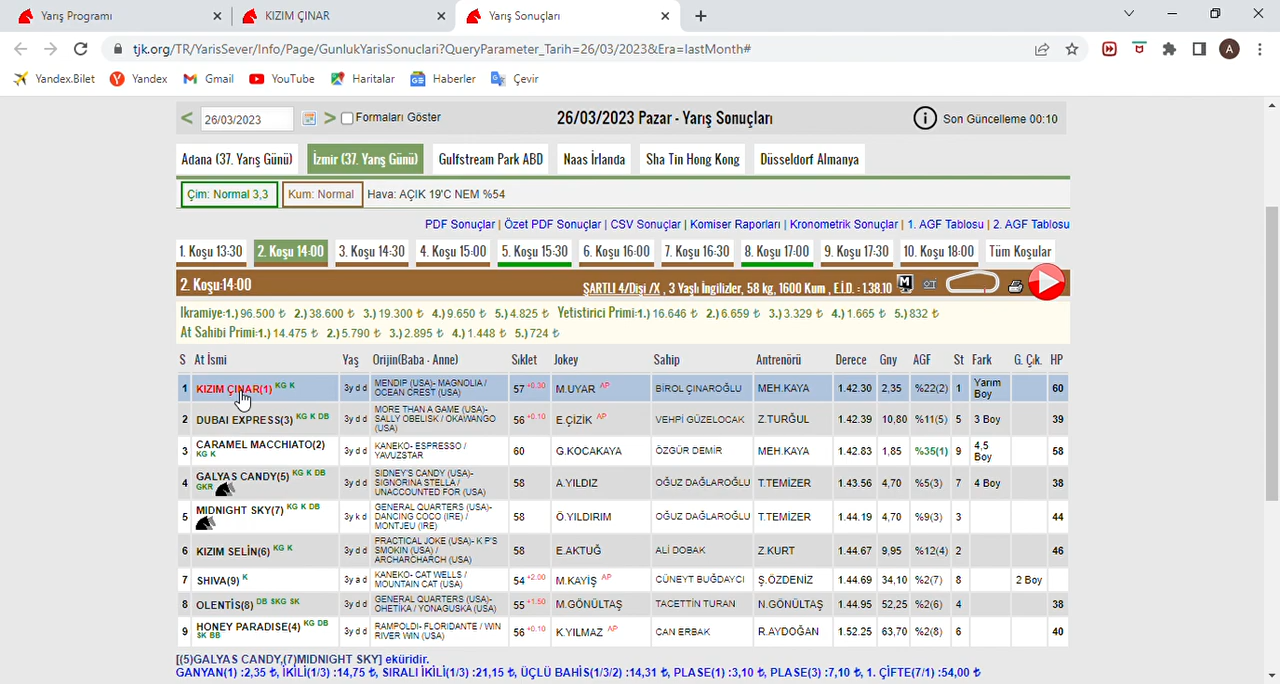 Yarış Programı
KIZIM ÇINAR
Yarış Sonuçları
tjk.org/TR/YarisSever/Info/Page/GunlukYarisSonuclari?QueryParameter_Tarih=26/03/2023&Era=lastMonth#
A
Yandex.Bilet Yandex Gmail YouTube Haritalar Haberler Çevir
26/03/2023 Formaları Göster 26/03/2023 Pazar - Yarış Sonuçları Son Güncelleme 00:10
Adana (37. Yarış Günü) İzmir (37. Yarış Günü) Gulfstream Park ABD Naas İrlanda Sha Tin Hong Kong Düsseldorf Almanya
Çim: Normal 3,3 Kum: Normal Hava: AÇIK 19°C NEM %54
PDF Sonuçlar | Özet PDF Sonuçlar | CSV Sonuçlar | Komiser Raporları | Kronometrik Sonuçlar | 1. AGF Tablosu | 2. AGF Tablosu
1. Koşu 13:30 2. Koşu 14:00 3. Koşu 14:30 4. Koşu 15:00 5. Koşu 15:30 6. Koşu 16:00 7. Koşu 16:30 8. Koşu 17:00 9. Koşu 17:30 10. Koşu 18:00 Tüm Koşular
2. Koşu:14:00 ŞARTLI 4/Dişi /X , 3 Yaşlı İngilizler, 58 kg, 1600 Kum , E.İ.D. : 1.38.10
Ikramiye:1.) 96.500 ₺ 2.) 38.600 ₺ 3.) 19.300 ₺ 4.) 9.650 ₺ 5.) 4.825 ₺ Yetistirici Primi:1.) 16.646 ₺ 2.) 6.659 ₺ 3.) 3.329 ₺ 4.) 1.665 ₺ 5.) 832 ₺
At Sahibi Primi:1.) 14.475 ₺ 2.) 5.790 ₺ 3.) 2.895 ₺ 4.) 1.448 ₺ 5.) 724 ₺
S At İsmi Yaş Orijin(Baba - Anne) Sıklet Jokey Sahip Antrenörü Derece Gny AGF St Fark G. Çık. HP
1 KIZIM ÇINAR(1) KG K 3y d d MENDIP (USA)- MAGNOLIA / OCEAN CREST (USA) 57 +0.30 M.UYAR AP BİROL ÇINAROĞLU MEH.KAYA 1.42.30 2,35 %22(2) 1 Yarım Boy 60
2 DUBAI EXPRESS(3) KG K DB 3y d d MORE THAN A GAME (USA)- SALLY OBELISK / OKAWANGO (USA) 56 +0.10 E.ÇİZİK AP VEHPİ GÜZELOCAK Z.TURĞUL 1.42.39 10,80 %11(5) 5 3 Boy 39
3 CARAMEL MACCHIATO(2) KG K 3y d d KANEKO- ESPRESSO / YAVUZSTAR 60 G.KOCAKAYA ÖZGÜR DEMİR MEH.KAYA 1.42.83 1,85 %35(1) 9 4,5 Boy 58
4 GALYAS CANDY(5) KG K DB GKR 3y d d SIDNEY'S CANDY (USA)- SIGNORINA STELLA / UNACCOUNTED FOR (USA) 58 A.YILDIZ OĞUZ DAĞLAROĞLU T.TEMİZER 1.43.56 4,70 %5(3) 7 4 Boy 38
5 MIDNIGHT SKY(7) KG K DB 3y k d GENERAL QUARTERS (USA)- DANCING COCO (IRE) / MONTJEU (IRE) 58 Ö.YILDIRIM OĞUZ DAĞLAROĞLU T.TEMİZER 1.44.19 4,70 %9(3) 3 44
6 KIZIM SELİN(6) KG K 3y d d PRACTICAL JOKE (USA)- K P'S SMOKIN (USA) / ARCHARCHARCH (USA) 58 E.AKTUĞ ALİ DOBAK Z.KURT 1.44.67 9,95 %12(4) 2 46
7 SHIVA(9) K 3y a d KANEKO- CAT WELLS / MOUNTAIN CAT (USA) 54 +2.00 M.KAYİŞ AP CÜNEYT BUĞDAYCI Ş.ÖZDENİZ 1.44.69 34,10 %2(7) 8 2 Boy
8 OLENTİS(8) DB SKG SK 3y d d GENERAL QUARTERS (USA)- OHETIKA / YONAGUSKA (USA) 55 +1.50 M.GÖNÜLTAŞ TACETTİN TURAN N.GÖNÜLTAŞ 1.44.95 52,25 %2(6) 4 38
9 HONEY PARADISE(4) KG DB SK BB 3y d d RAMPOLDI- FLORIDANTE / WIN RIVER WIN (USA) 56 +0.10 K.YILMAZ AP CAN ERBAK R.AYDOĞAN 1.52.25 63,70 %2(8) 6 40
[(5)GALYAS CANDY,(7)MIDNIGHT SKY] eküridir.
GANYAN(1) :2,35 ₺, İKİLİ(1/3) :14,75 ₺, SIRALI İKİLİ(1/3) :21,15 ₺, ÜÇLÜ BAHİS(1/3/2) :14,31 ₺, PLASE(1) :3,10 ₺, PLASE(3) :7,10 ₺, 1. ÇİFTE(7/1) :54,00 ₺